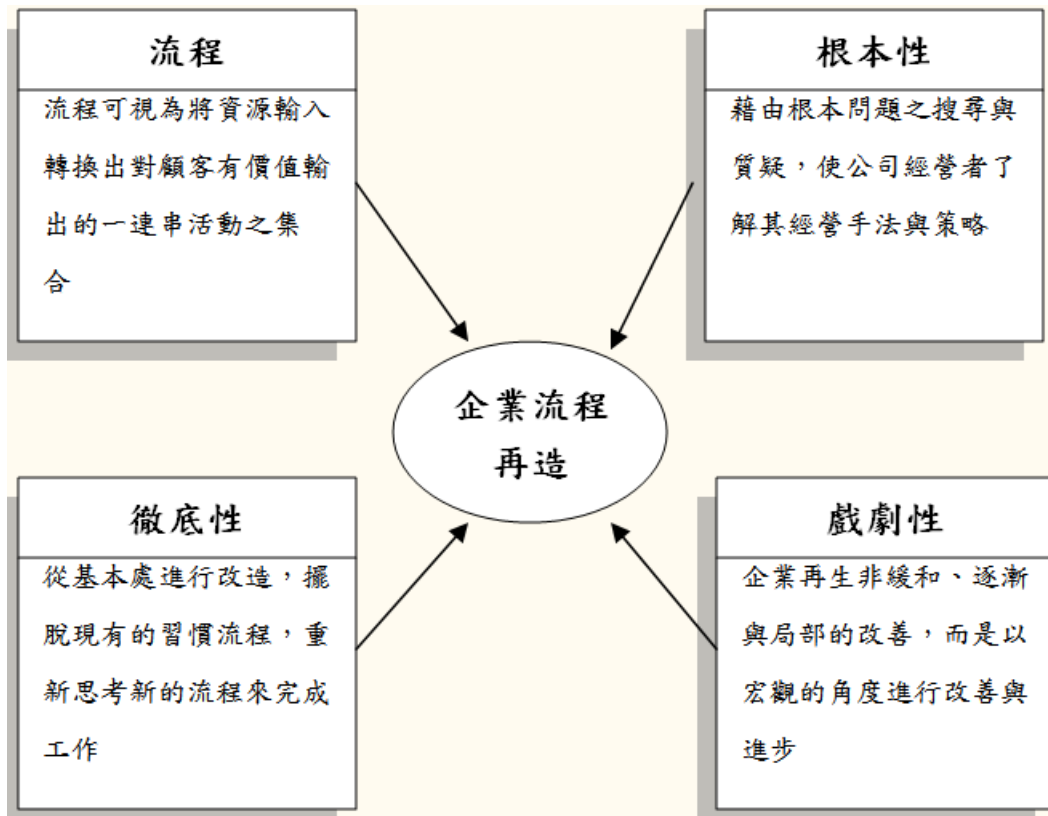 流程
流程可視為將資源輸入
轉換出對顧客有價值輸
出的一連串活動之集
合
根本性
藉由根本問題之搜尋與
質疑，使公司經營者了
解其經營手法與策略
企業流程
再造
徹底性
從基本處進行改造，擺
脫現有的習慣流程，重
新思考新的流程來完成
工作
戲劇性
企業再生非緩和、逐漸
與局部的改善，而是以
宏觀的角度進行改善與
進步